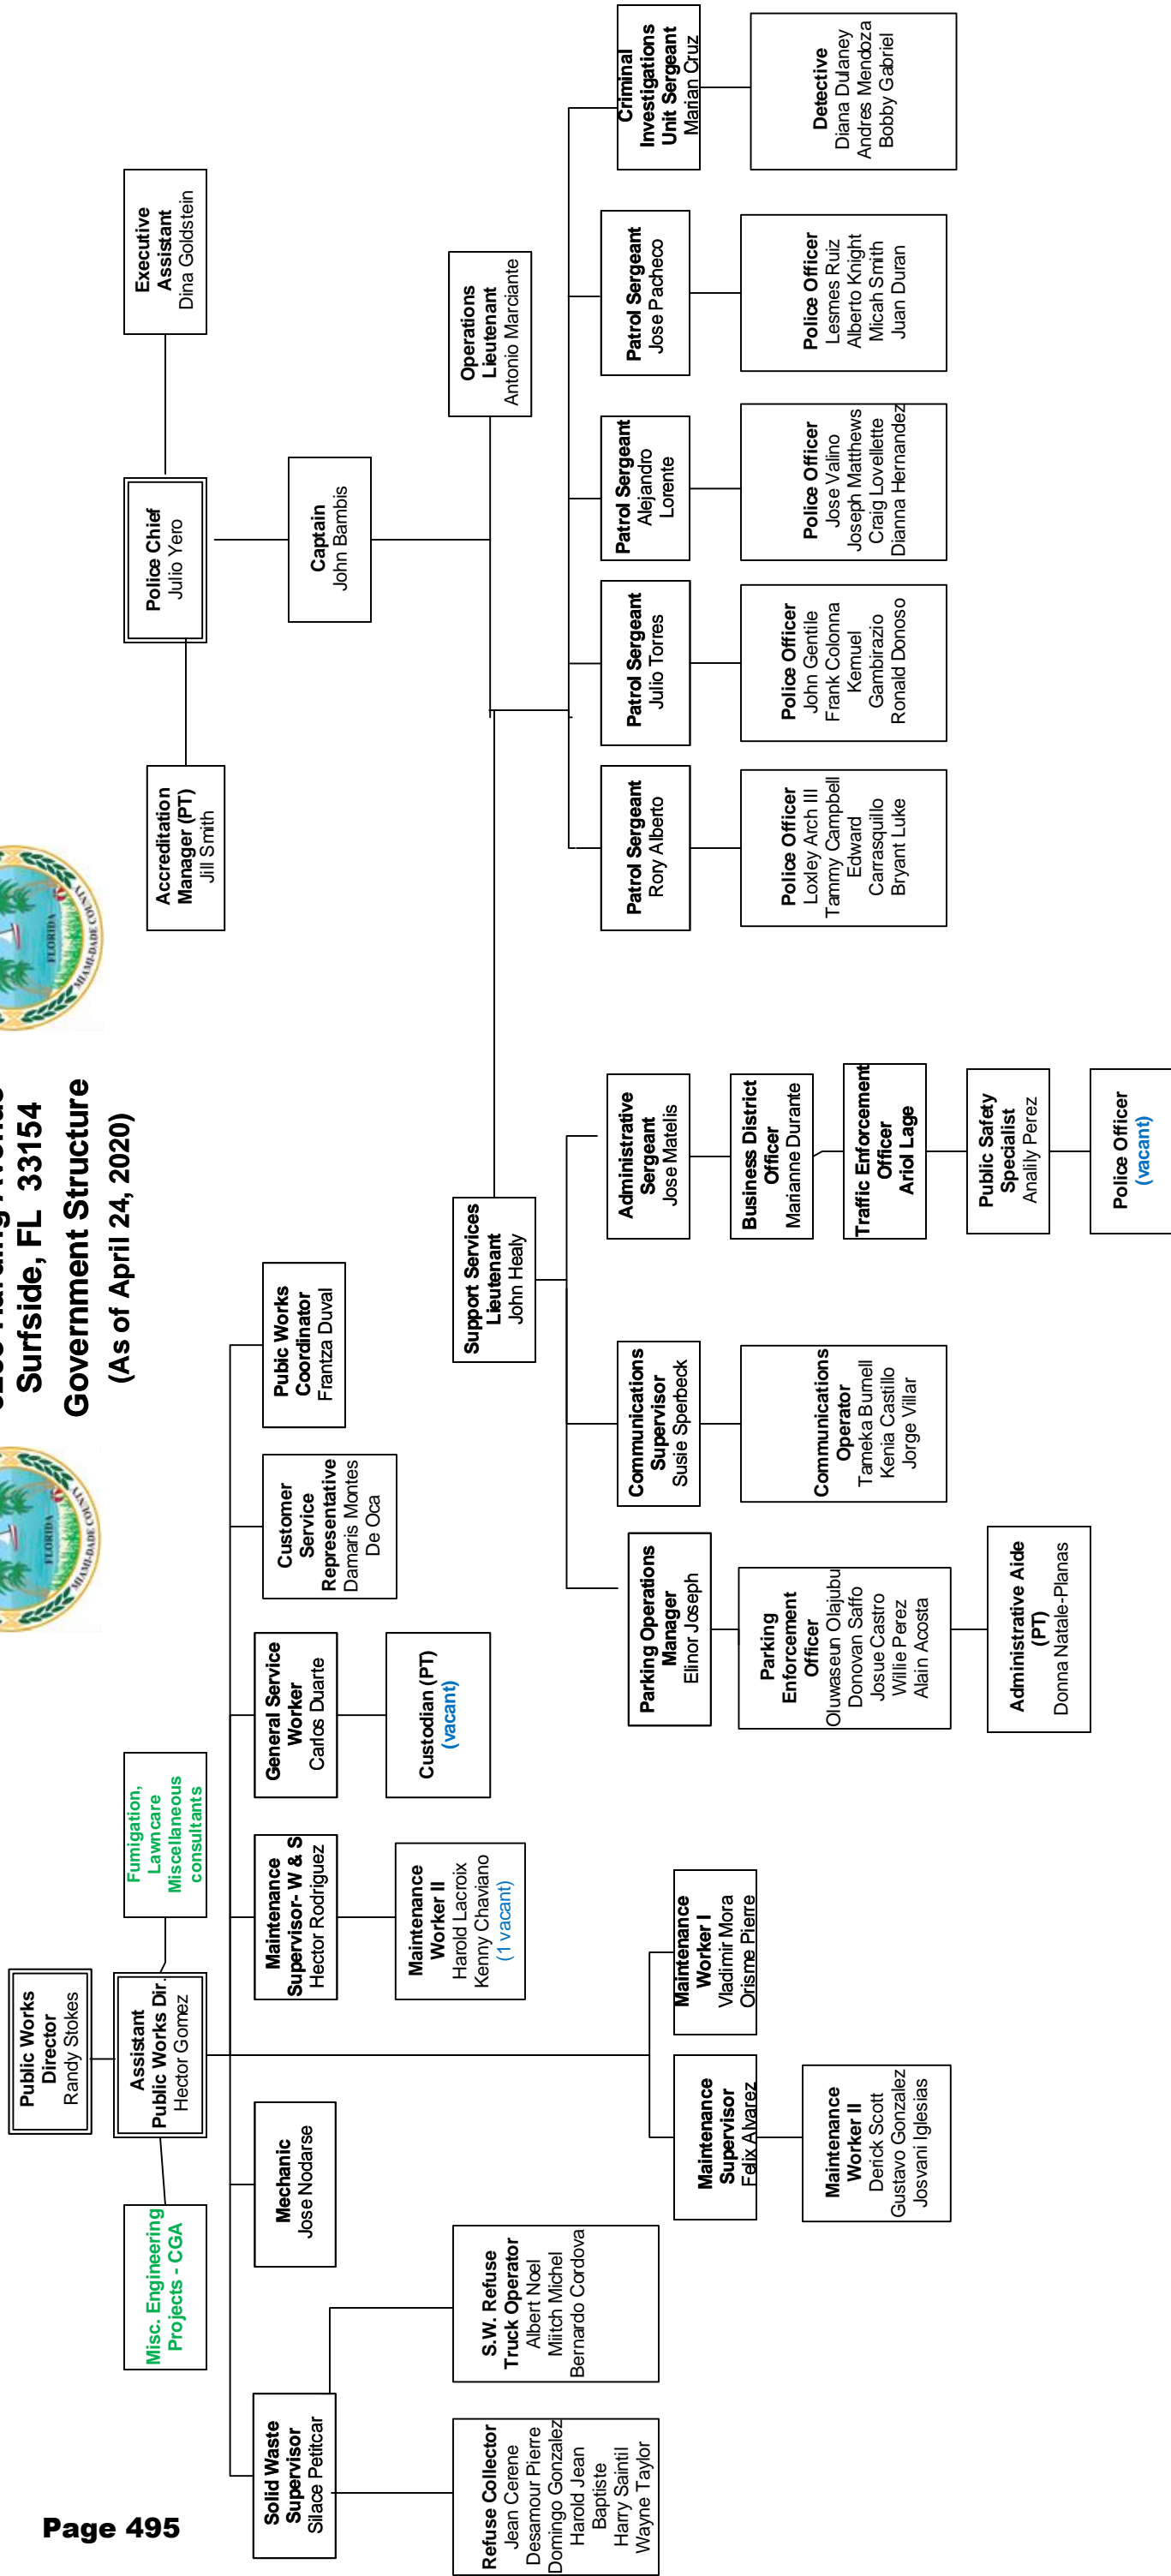 Surfside, FL 33154
Government Structure
(As of April 24, 2020)
FLORIDA
MIAMI-DADE COUNTY
FLORIDA
MIAMI-DADE COUNTY
Public Works
Director
Randy Stokes
Misc. Engineering
Projects - CGA
Assistant
Public Works Dir.
Hector Gomez
Fumigation,
Lawncare
Miscellaneous
consultants
Solid Waste
Supervisor
Silace Petitcar
Mechanic
Jose Nodarse
Maintenance
Supervisor- W & S
Hector Rodriguez
General Service
Worker
Carlos Duarte
Customer
Service
Representative
Damaris Montes
De Oca
Pubic Works
Coordinator
Frantza Duval
Maintenance
Worker II
Harold Lacroix
Kenny Chaviano
(1 vacant)
Custodian (PT)
(vacant)
Refuse Collector
Jean Cerene
Desamour Pierre
Domingo Gonzalez
Harold Jean
Baptiste
Harry Saintil
Wayne Taylor
S.W. Refuse
Truck Operator
Albert Noel
Miitch Michel
Bernardo Cordova
Maintenance
Supervisor
Felix Alvarez
Maintenance
Worker I
Vladimir Mora
Orisme Pierre
Maintenance
Worker II
Derick Scott
Gustavo Gonzalez
Josvani Iglesias
Accreditation
Manager (PT)
Jill Smith
Police Chief
Julio Yero
Executive
Assistant
Dina Goldstein
Captain
John Bambis
Support Services
Lieutenant
John Healy
Operations
Lieutenant
Antonio Marciante
Parking Operations
Manager
Elinor Joseph
Communications
Supervisor
Susie Sperbeck
Administrative
Sergeant
Jose Matelis
Parking
Enforcement
Officer
Oluwaseun Olajubu
Donovan Saffo
Josue Castro
Willie Perez
Alain Acosta
Communications
Operator
Tameka Burnell
Kenia Castillo
Jorge Villar
Business District
Officer
Marianne Durante
Traffic Enforcement
Officer
Ariol Lage
Administrative Aide
(PT)
Donna Natale-Planas
Public Safety
Specialist
Analily Perez
Police Officer
(vacant)
Patrol Sergeant
Rory Alberto
Patrol Sergeant
Julio Torres
Patrol Sergeant
Alejandro
Lorente
Patrol Sergeant
Jose Pacheco
Criminal
Investigations
Unit Sergeant
Marian Cruz
Police Officer
Loxley Arch III
Tammy Campbell
Edward
Carrasquillo
Bryant Luke
Police Officer
John Gentile
Frank Colonna
Kemuel
Gambirazio
Ronald Donoso
Police Officer
Jose Valino
Joseph Matthews
Craig Lovellette
Dianna Hernandez
Police Officer
Lesmes Ruiz
Alberto Knight
Micah Smith
Juan Duran
Detective
Diana Dulaney
Andres Mendoza
Bobby Gabriel
Page 495